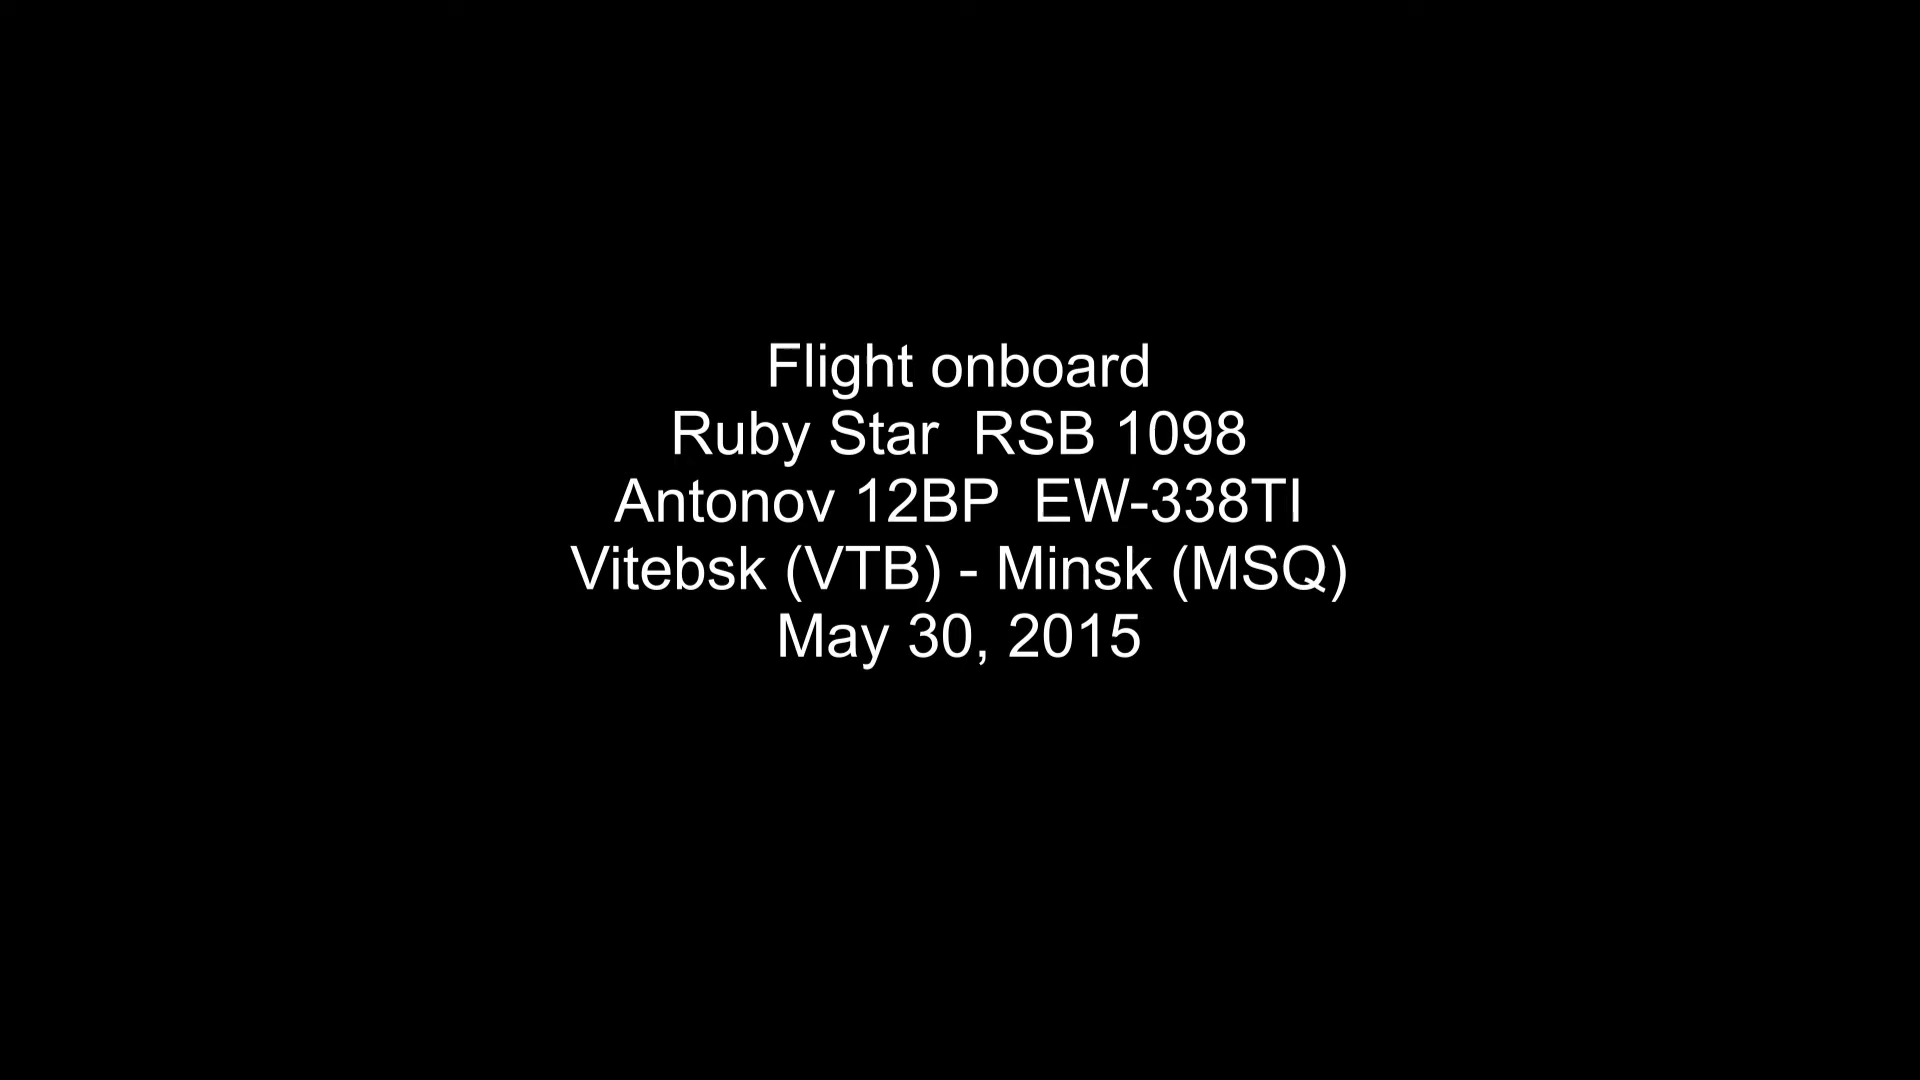 Flight onboard
Ruby Star  RSB 1098
Antonov 12BP  EW-338TI
Vitebsk (VTB) - Minsk (MSQ)
May 30, 2015